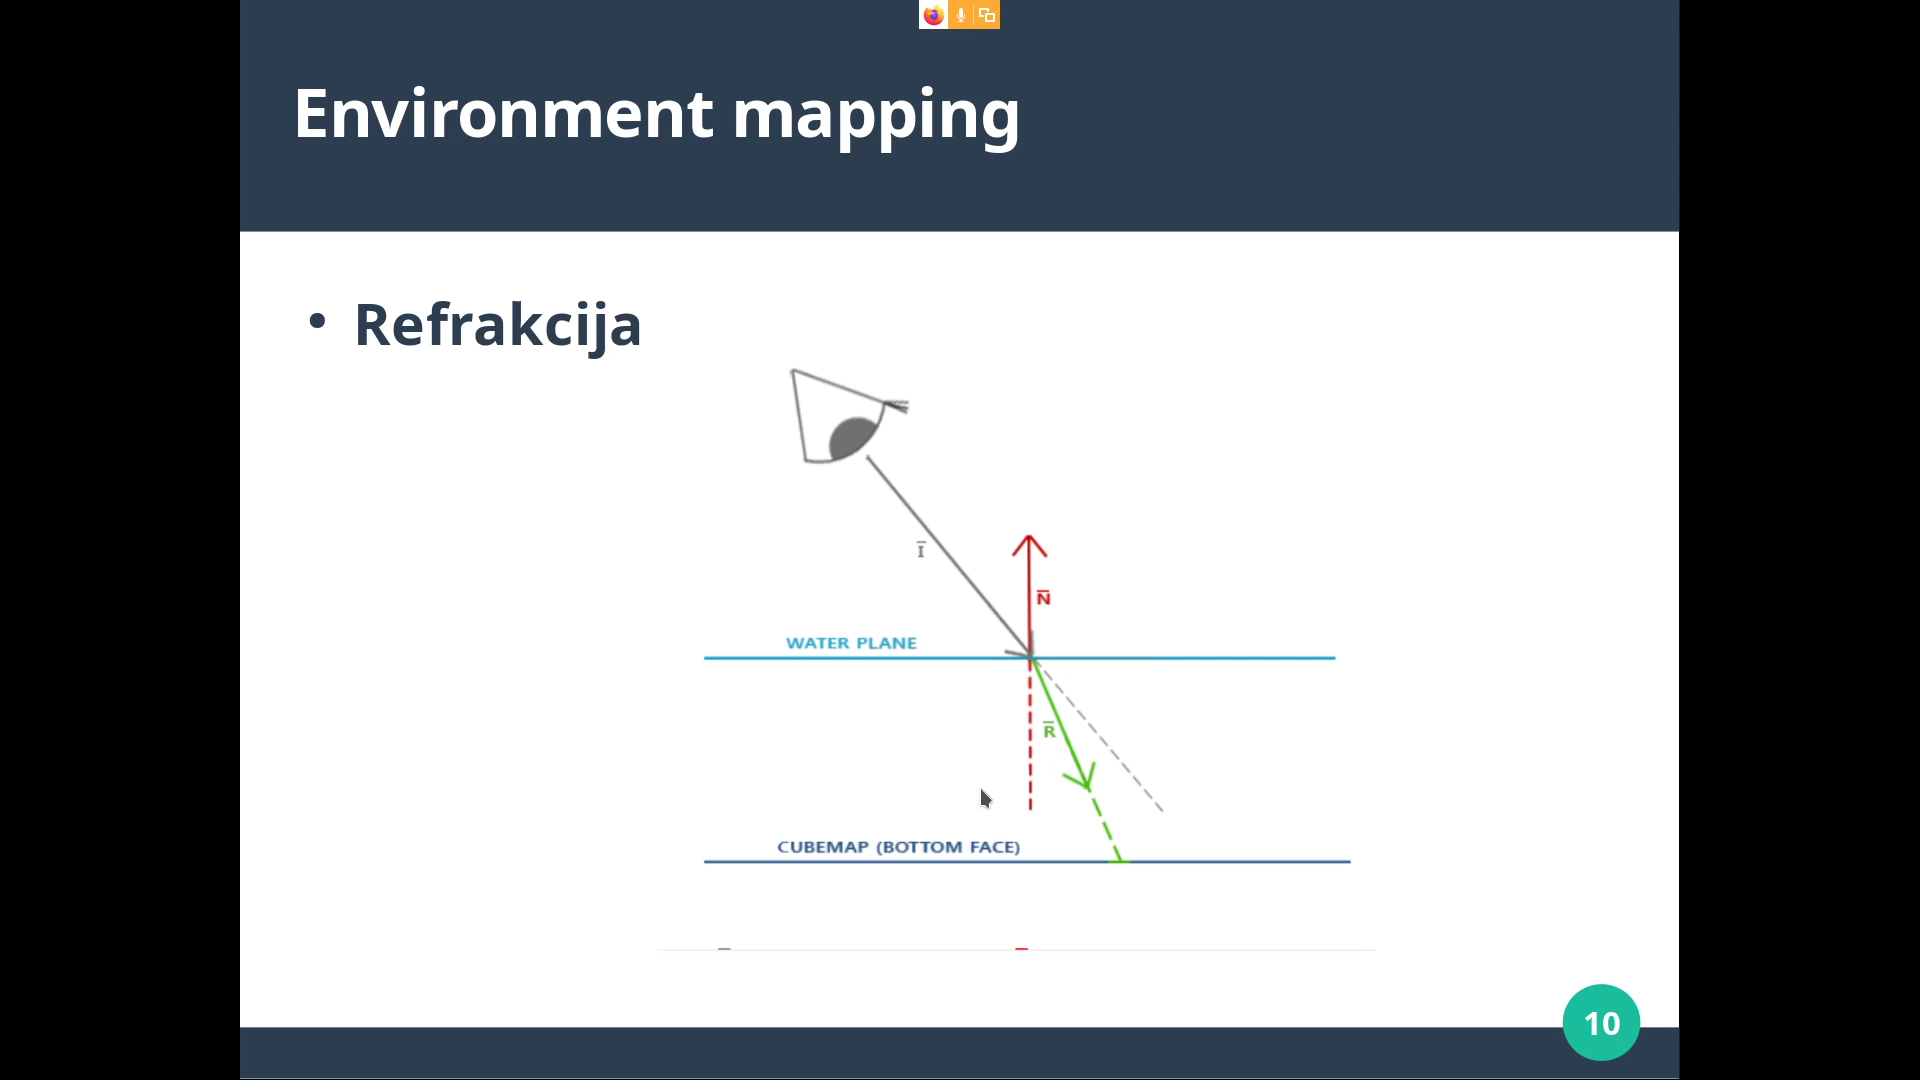 Environment mapping
• Refrakcija
Ī
N̄
WATER PLANE
R̄
CUBEMAP (BOTTOM FACE)
10